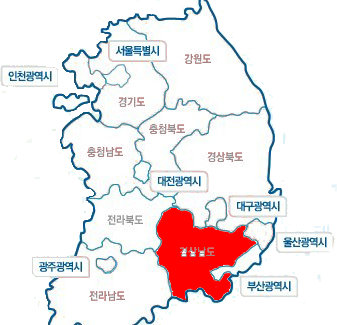 서울특별시
강원도
인천광역시
경기도
충청북도
충청남도
경상북도
대전광역시
대구광역시
전라북도
울산광역시
경상남도
광주광역시
부산광역시
전라남도